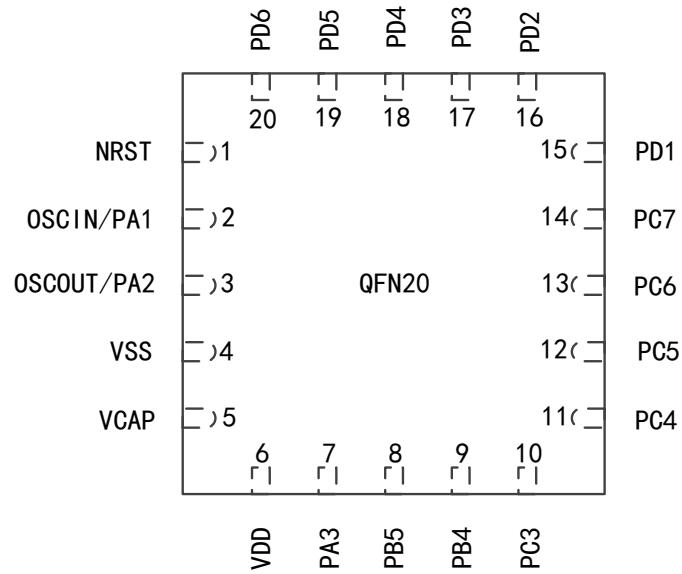 PD6 PD5 PD4 PD3 PD2
20 19 18 17 16
NRST 1 15 PD1
OSCIN/PA1 2 14 PC7
OSCOUT/PA2 3 QFN20 13 PC6
VSS 4 12 PC5
VCAP 5 11 PC4
6 7 8 9 10
VDD PA3 PB5 PB4 PC3